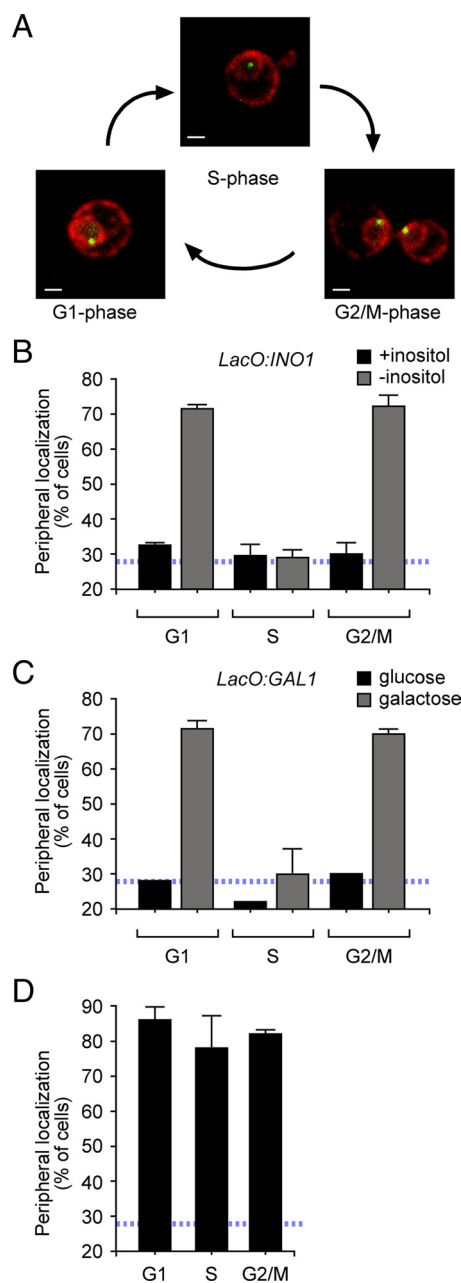 A
S-phase
G1-phase
G2/M-phase
B
LacO:INO1
+inositol
-inositol
Peripheral localization
(% of cells)
80
70
60
50
40
30
20
G1
S
G2/M
C
LacO:GAL1
glucose
galactose
Peripheral localization
(% of cells)
80
70
60
50
40
30
20
G1
S
G2/M
D
Peripheral localization
(% of cells)
90
80
70
60
50
40
30
20
G1
S
G2/M